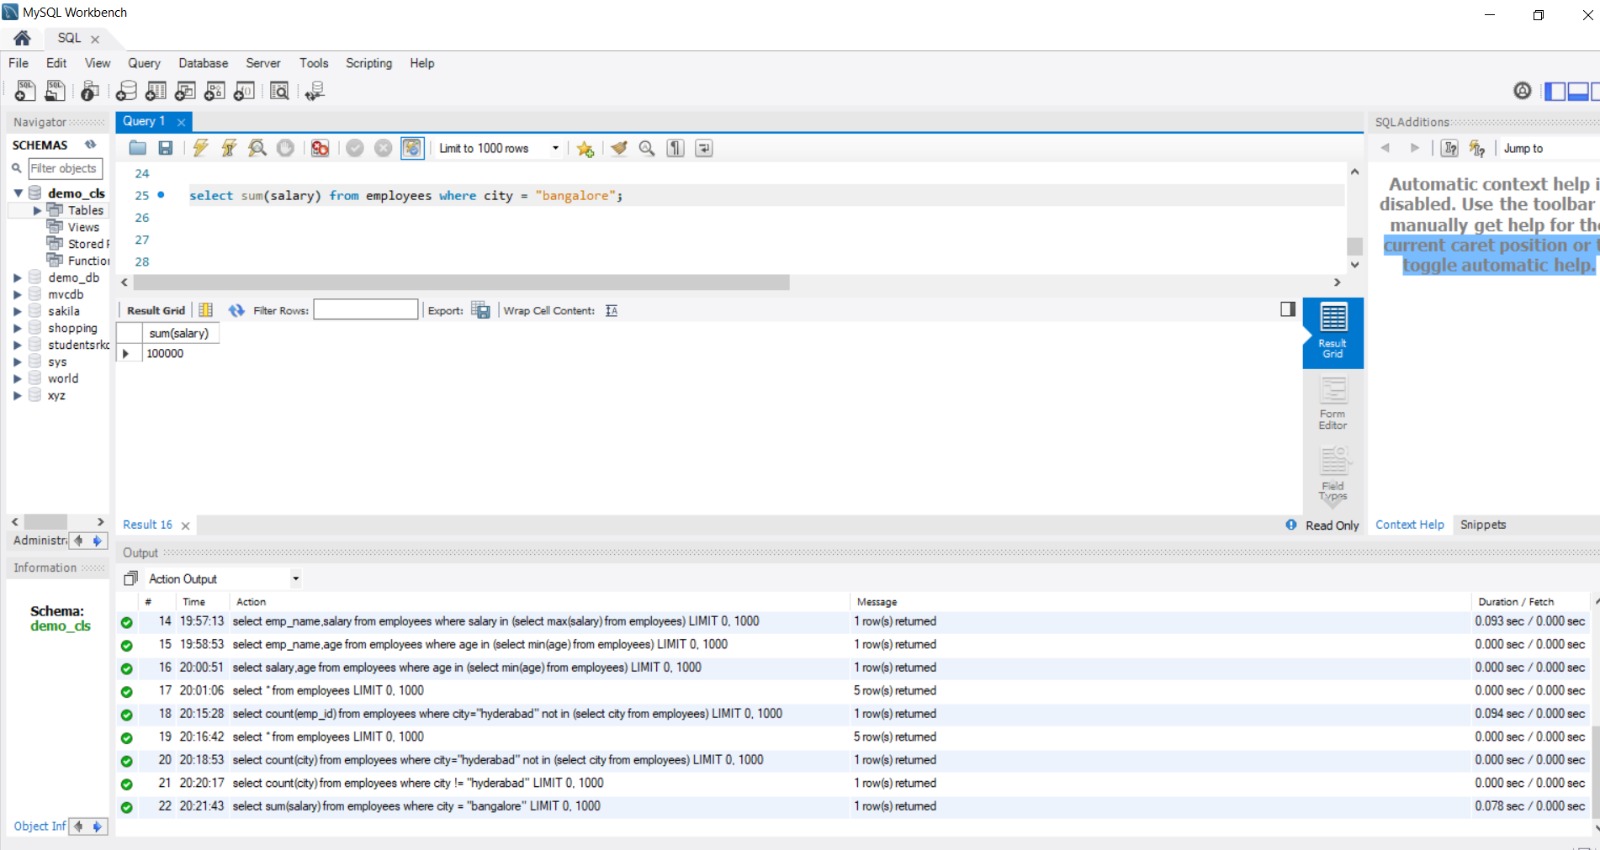 MySQL Workbench
SQL
File Edit View Query Database Server Tools Scripting Help
Navigator
SCHEMAS
Filter objects
demo_cls
Tables
Views
Stored
Function
demo_db
mvcdb
sakila
shopping
studentsrk
sys
world
xyz
Administr
Information
Schema:
demo_cls
Object Inf
Query 1
Limit to 1000 rows
24
25 select sum(salary) from employees where city = "bangalore";
26
27
28
Result Grid Filter Rows: Export: Wrap Cell Content:
sum(salary)
100000
Result Grid
Form Editor
Field Types
Result 16
Read Only
SQLAdditions
Jump to
Automatic context help i
disabled. Use the toolbar
manually get help for the
current caret position or t
toggle automatic help.
Context Help Snippets
Output
Action Output
# Time Action Message Duration / Fetch
14 19:57:13 select emp_name,salary from employees where salary in (select max(salary) from employees) LIMIT 0, 1000 1 row(s) returned 0.093 sec / 0.000 sec
15 19:58:53 select emp_name,age from employees where age in (select min(age) from employees) LIMIT 0, 1000 1 row(s) returned 0.000 sec / 0.000 sec
16 20:00:51 select salary,age from employees where age in (select min(age) from employees) LIMIT 0, 1000 1 row(s) returned 0.000 sec / 0.000 sec
17 20:01:06 select * from employees LIMIT 0, 1000 5 row(s) returned 0.000 sec / 0.000 sec
18 20:15:28 select count(emp_id) from employees where city="hyderabad" not in (select city from employees) LIMIT 0, 1000 1 row(s) returned 0.094 sec / 0.000 sec
19 20:16:42 select * from employees LIMIT 0, 1000 5 row(s) returned 0.000 sec / 0.000 sec
20 20:18:53 select count(city) from employees where city="hyderabad" not in (select city from employees) LIMIT 0, 1000 1 row(s) returned 0.000 sec / 0.000 sec
21 20:20:17 select count(city) from employees where city != "hyderabad" LIMIT 0, 1000 1 row(s) returned 0.000 sec / 0.000 sec
22 20:21:43 select sum(salary) from employees where city = "bangalore" LIMIT 0, 1000 1 row(s) returned 0.078 sec / 0.000 sec